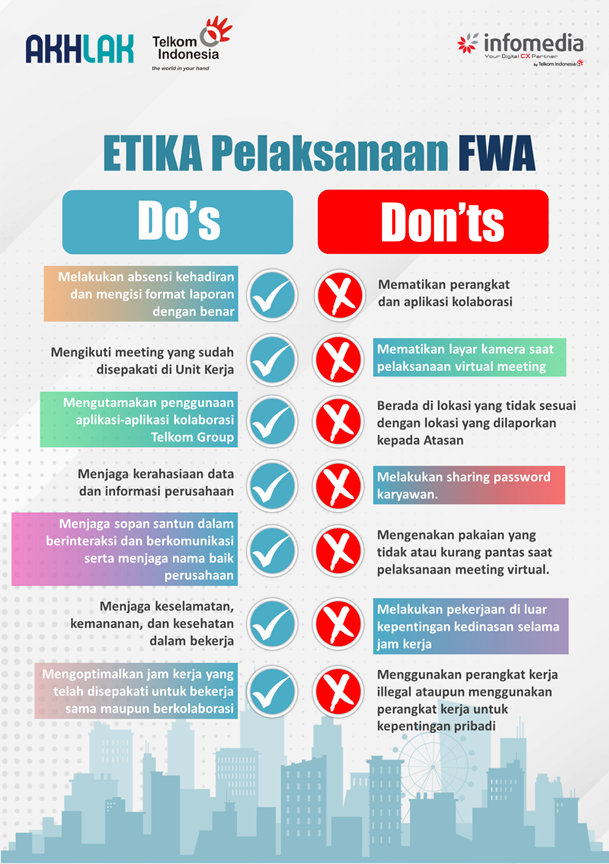 AKHLAK
Telkom
Indonesia
the world in your hand
infomedia
Your Digital CX Partner
by Telkom Indonesia
ETIKA Pelaksanaan FWA
Do's
Don'ts
Melakukan absensi kehadiran
dan mengisi format laporan
dengan benar
Mematikan perangkat
dan aplikasi kolaborasi
Mengikuti meeting yang sudah
disepakati di Unit Kerja
Mematikan layar kamera saat
pelaksanaan virtual meeting
Mengutamakan penggunaan
aplikasi-aplikasi kolaborasi
Telkom Group
Berada di lokasi yang tidak sesuai
dengan lokasi yang dilaporkan
kepada Atasan
Menjaga kerahasiaan data
dan informasi perusahaan
Melakukan sharing password
karyawan.
Menjaga sopan santun dalam
berinteraksi dan berkomunikasi
serta menjaga nama baik
perusahaan
Mengenakan pakaian yang
tidak atau kurang pantas saat
pelaksanaan meeting virtual.
Menjaga keselamatan,
kemananan, dan kesehatan
dalam bekerja
Melakukan pekerjaan di luar
kepentingan kedinasan selama
jam kerja
Mengoptimalkan jam kerja yang
telah disepakati untuk bekerja
sama maupun berkolaborasi
Menggunakan perangkat kerja
illegal ataupun menggunakan
perangkat kerja untuk
kepentingan pribadi